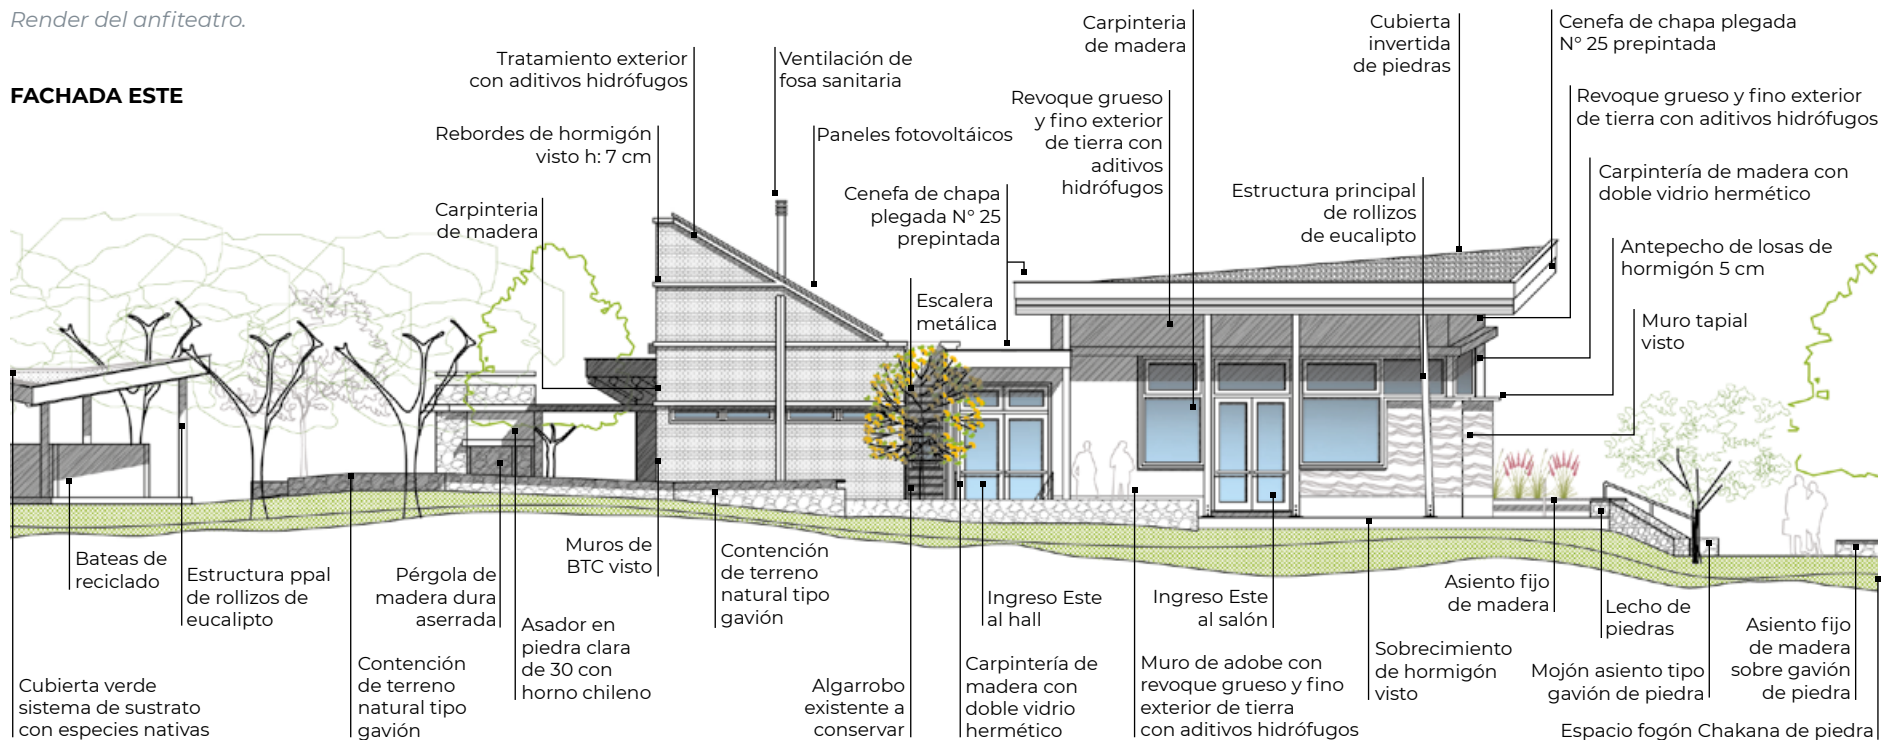 Render del anfiteatro.
FACHADA ESTE
Tratamiento exterior
con aditivos hidrófugos
Ventilación de
fosa sanitaria
Rebordes de hormigón
visto h: 7 cm
Paneles fotovoltáicos
Carpinteria
de madera
Cenefa de chapa
plegada N° 25
prepintada
Escalera
metálica
Carpinteria
de madera
Revoque grueso
y fino exterior
de tierra con
aditivos
hidrófugos
Cubierta
invertida
de piedras
Estructura principal
de rollizos
de eucalipto
Cenefa de chapa plegada
N° 25 prepintada
Revoque grueso y fino exterior
de tierra con aditivos hidrófugos
Carpintería de madera con
doble vidrio hermético
Antepecho de losas de
hormigón 5 cm
Muro tapial
visto
Bateas de
reciclado
Estructura ppal
de rollizos de
eucalipto
Pérgola de
madera dura
aserrada
Asador en
piedra clara
de 30 con
horno chileno
Muros de
BTC visto
Contención
de terreno
natural tipo
gavión
Ingreso Este
al hall
Ingreso Este
al salón
Asiento fijo
de madera
Lecho de
piedras
Cubierta verde
sistema de sustrato
con especies nativas
Contención
de terreno
natural tipo
gavión
Algarrobo
existente a
conservar
Carpintería de
madera con
doble vidrio
hermético
Muro de adobe con
revoque grueso y fino
exterior de tierra
con aditivos hidrófugos
Sobrecimiento
de hormigón
visto
Mojón asiento tipo
gavión de piedra
Asiento fijo
de madera
sobre gavión
de piedra
Espacio fogón Chakana de piedra